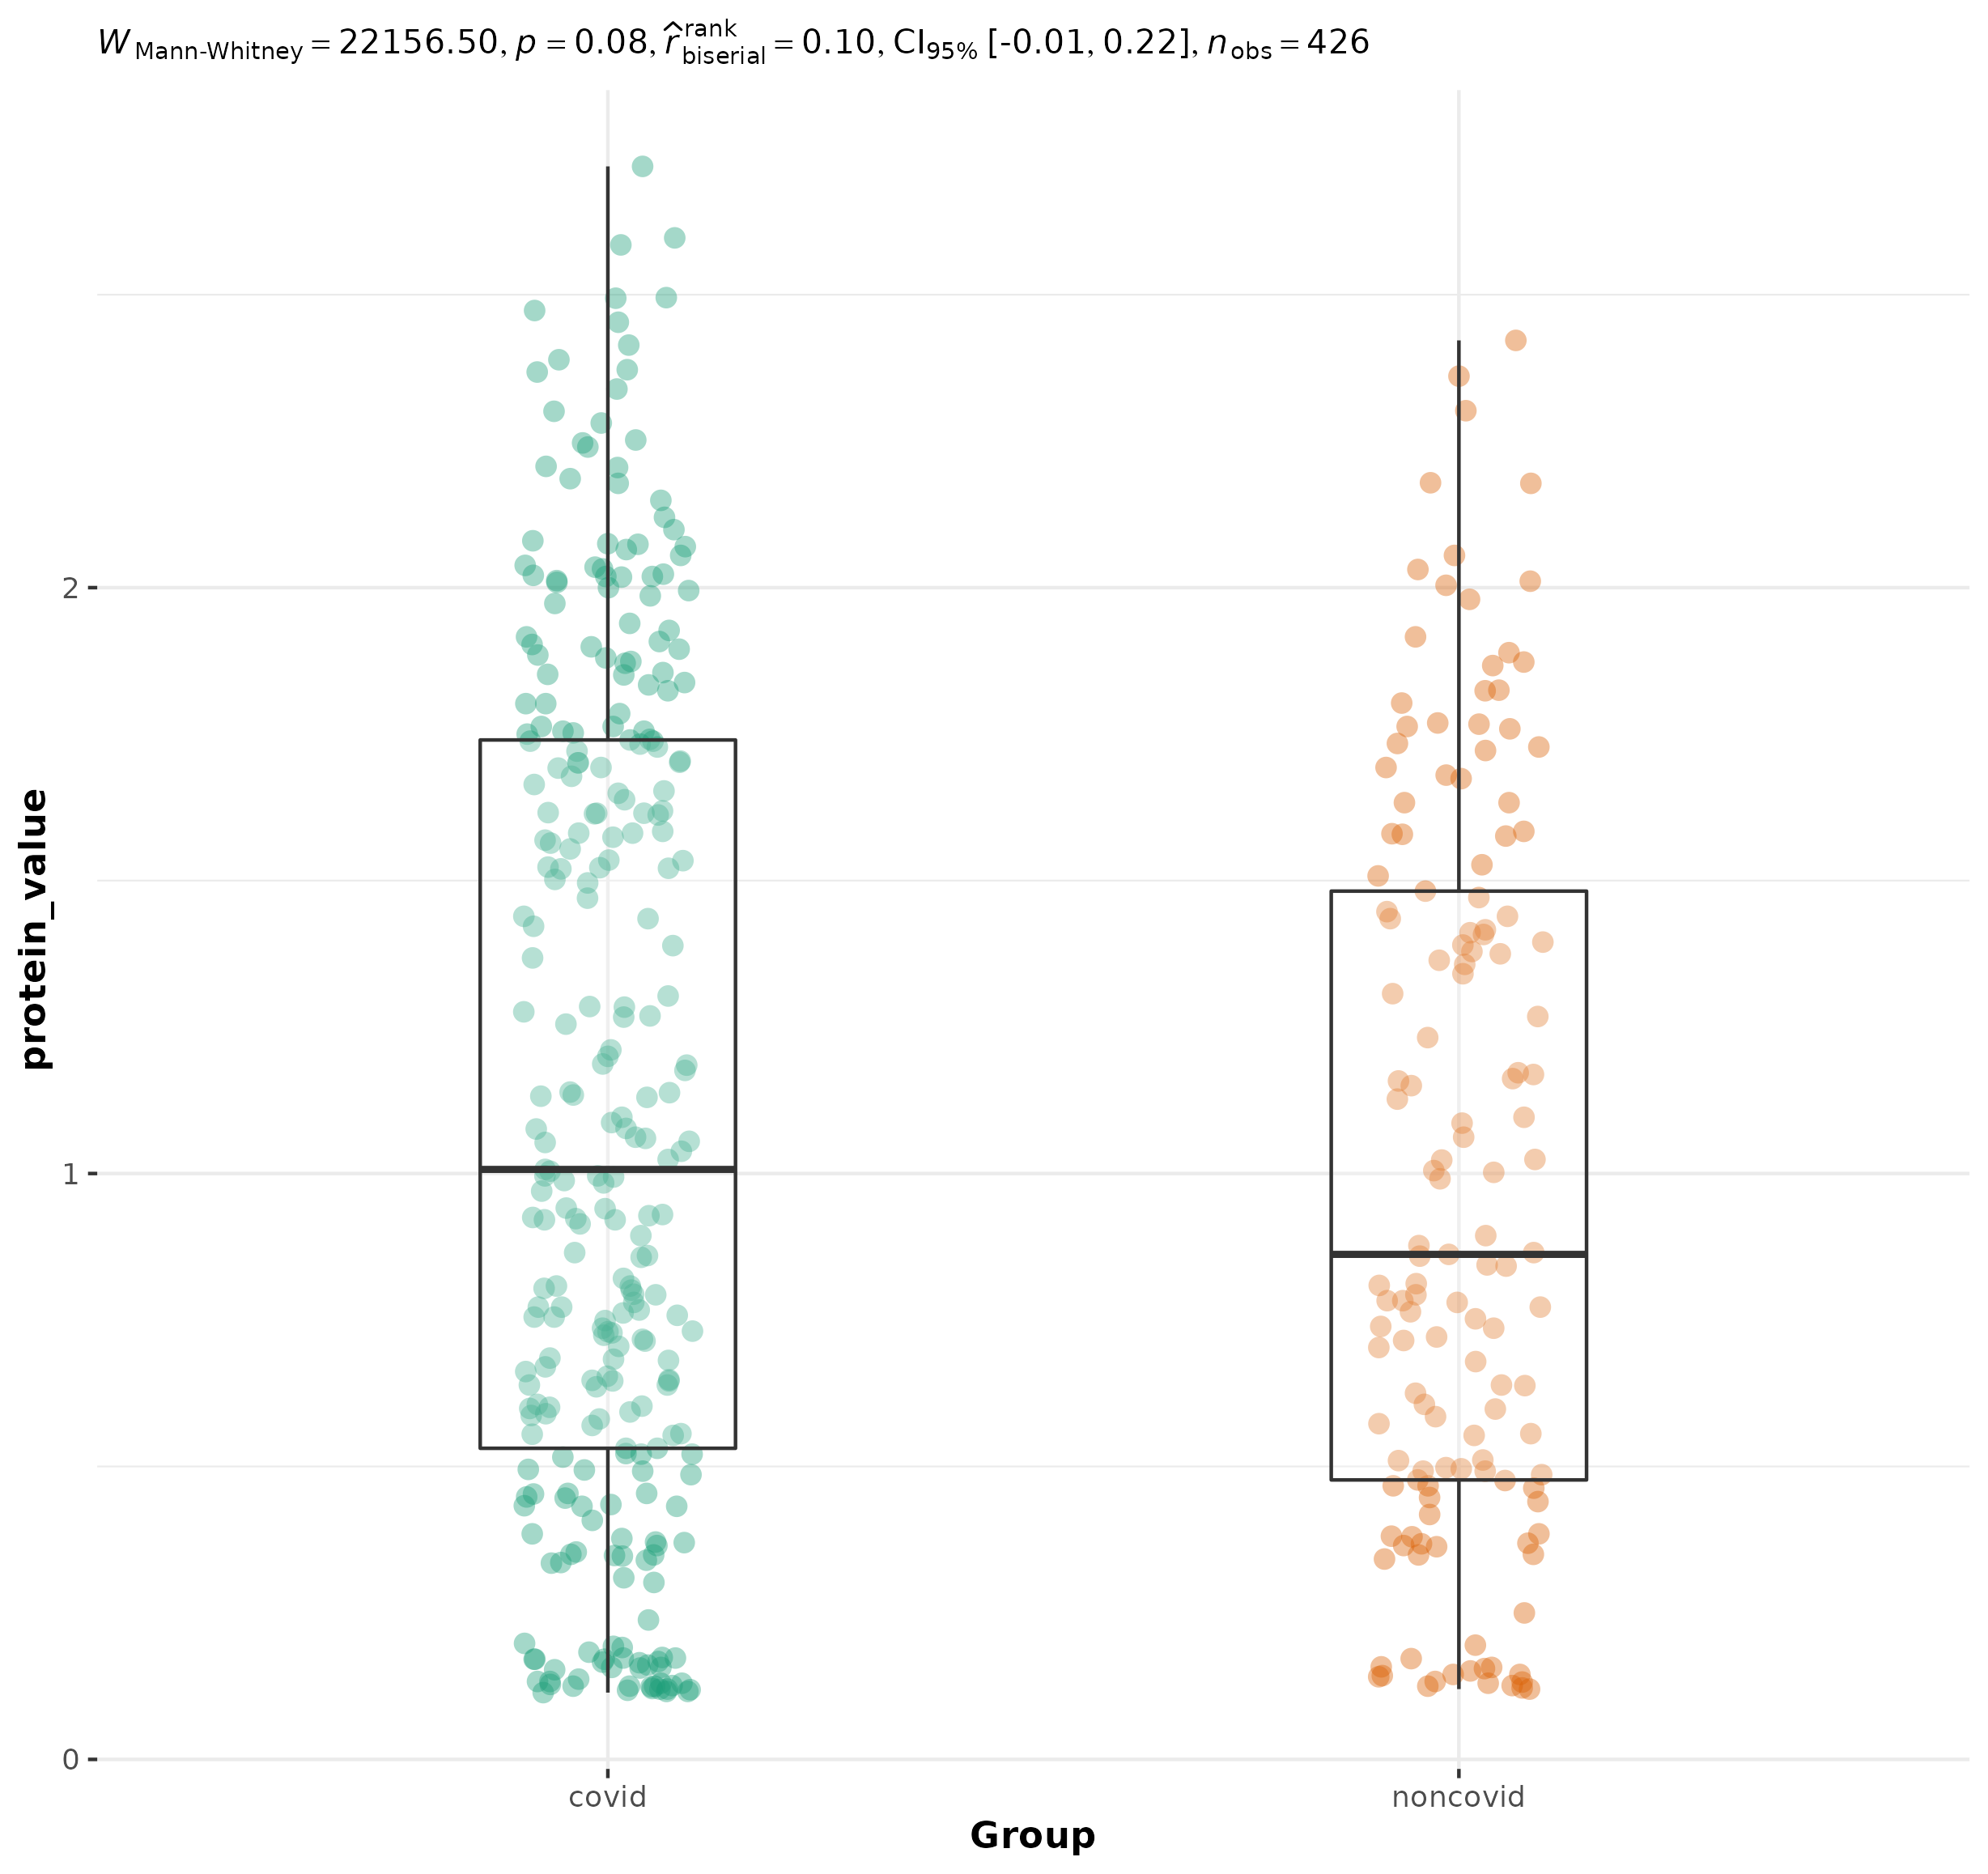 W Mann-Whitney = 22156.50, p = 0.08, r̂ rank biserial = 0.10, CI95% [-0.01, 0.22], n obs = 426
protein_value
2
1
0
covid noncovid
Group